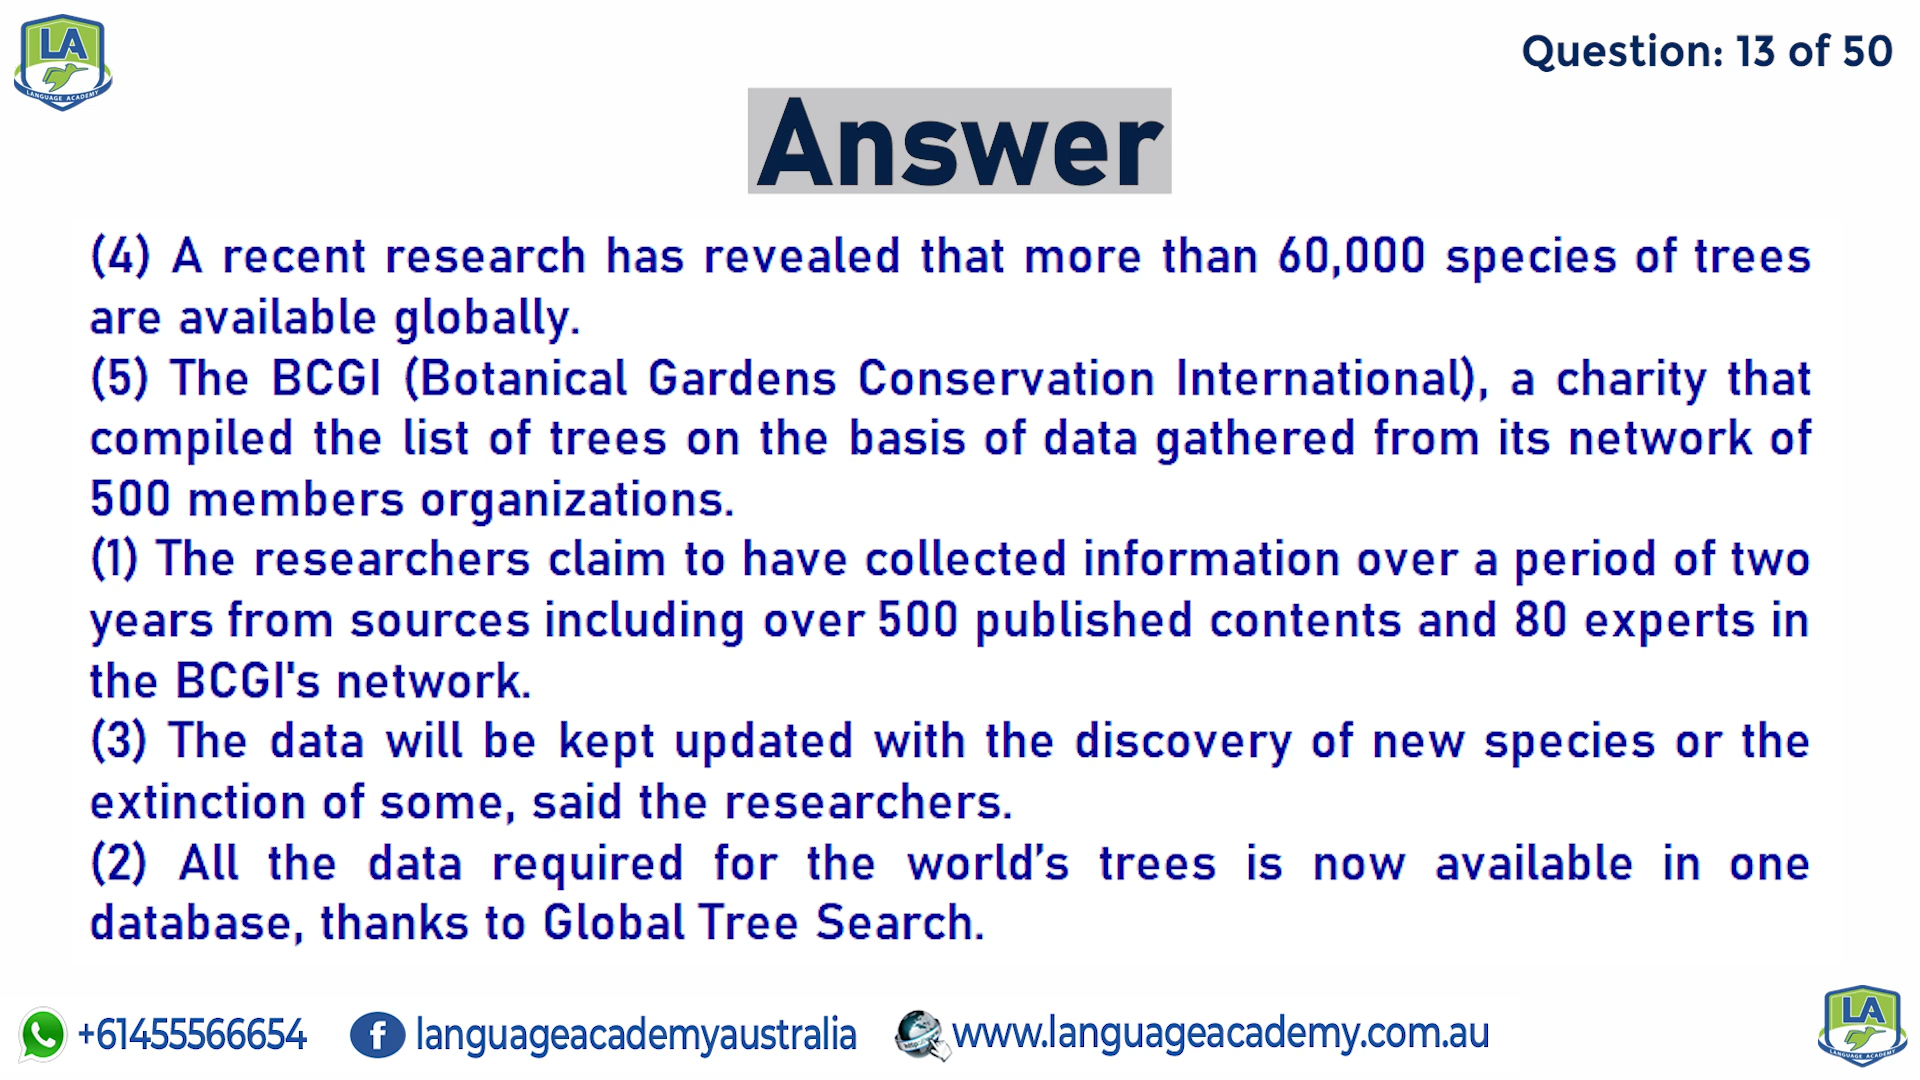 LA
LANGUAGE ACADEMY
Question: 13 of 50
Answer
(4) A recent research has revealed that more than 60,000 species of trees
are available globally.
(5) The BCGI (Botanical Gardens Conservation International), a charity that
compiled the list of trees on the basis of data gathered from its network of
500 members organizations.
(1) The researchers claim to have collected information over a period of two
years from sources including over 500 published contents and 80 experts in
the BCGI's network.
(3) The data will be kept updated with the discovery of new species or the
extinction of some, said the researchers.
(2) All the data required for the world’s trees is now available in one
database, thanks to Global Tree Search.
+61455566654
f languageacademyaustralia
http://
www.languageacademy.com.au
LA
LANGUAGE ACADEMY